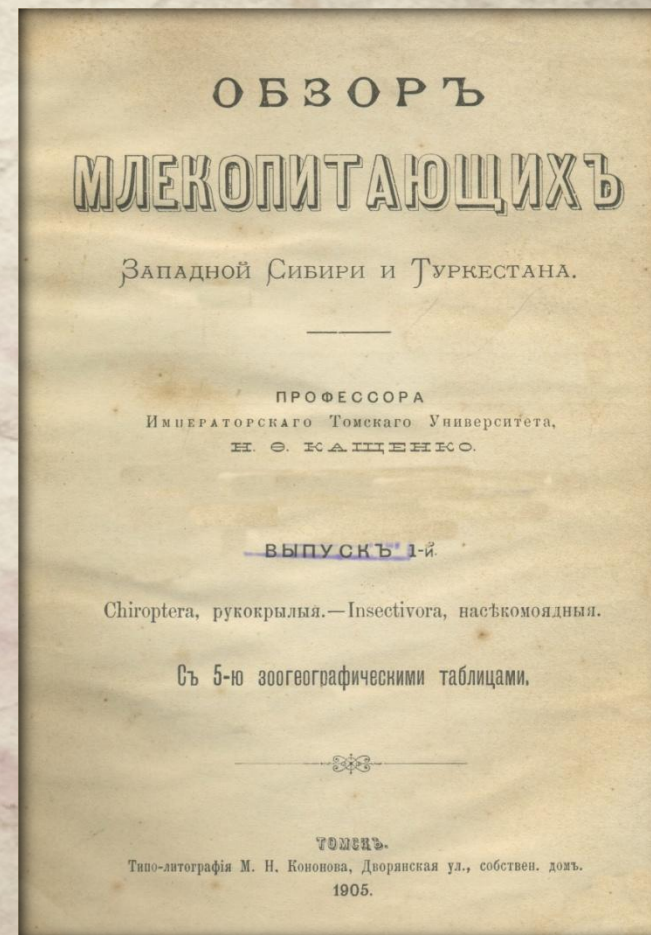 ОБЗОРЪ
МЛЕКОПИТАЮЩИХЪ
ЗАПАДНОЙ СИБИРИ И ТУРКЕСТАНА.
ПРОФЕССОРА
ИМПЕРАТОРСКАГО ТОМСКАГО УНИВЕРСИТЕТА,
Н. Ѳ. КАЩЕНКО.
ВЫПУСКЪ 1-й.
Chiroptera, рукокрылыя.—Insectivora, насѣкомоядныя.
Съ 5-ю зоогеографическими таблицами.
ТОМСКЪ.
Типо-литографія М. Н. Кононова, Дворянская ул., собствен. домъ.
1905.